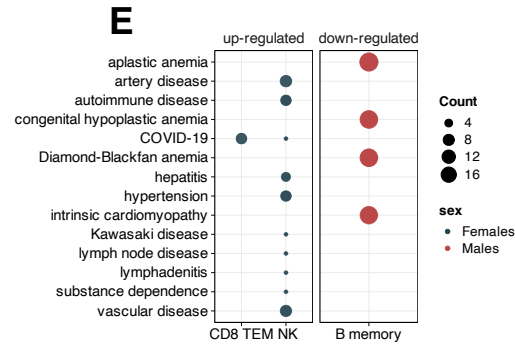 E
up-regulated down-regulated
aplastic anemia
artery disease
autoimmune disease
congenital hypoplastic anemia
COVID-19
Diamond-Blackfan anemia
hepatitis
hypertension
intrinsic cardiomyopathy
Kawasaki disease
lymph node disease
lymphadenitis
substance dependence
vascular disease
CD8 TEM NK B memory
Count
4
8
12
16
sex
Females
Males